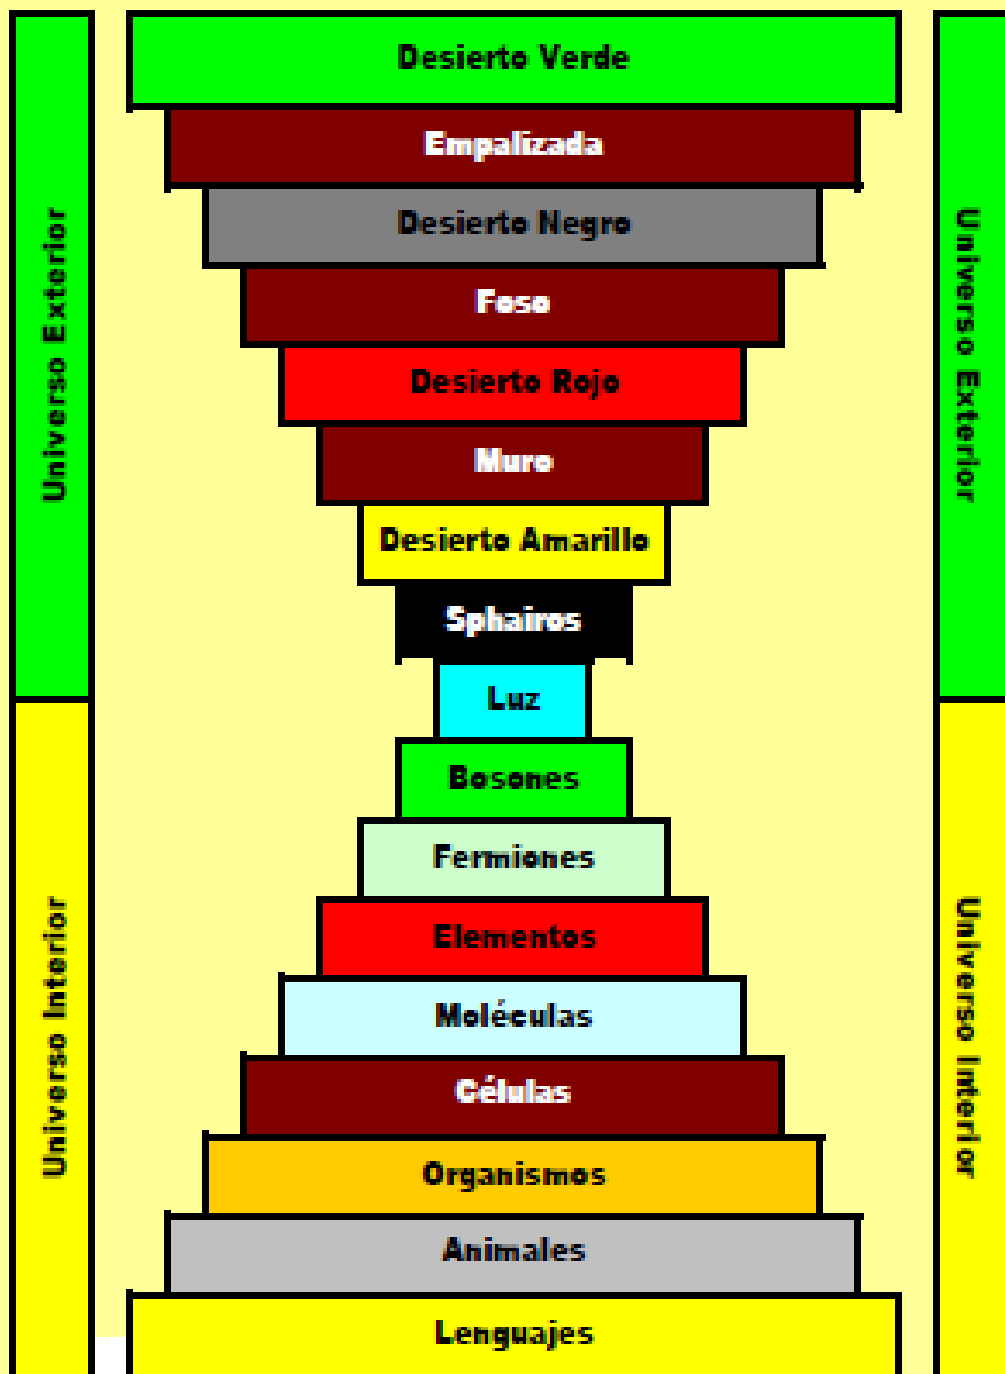 Desierto Verde
Empalizada
Desierto Negro
Foso
Desierto Rojo
Muro
Desierto Amarillo
Sphairos
Luz
Bosones
Fermiones
Elementos
Moléculas
Células
Organismos
Animales
Lenguajes
Universo Exterior
Universo Interior
Universo Exterior
Universo Interior